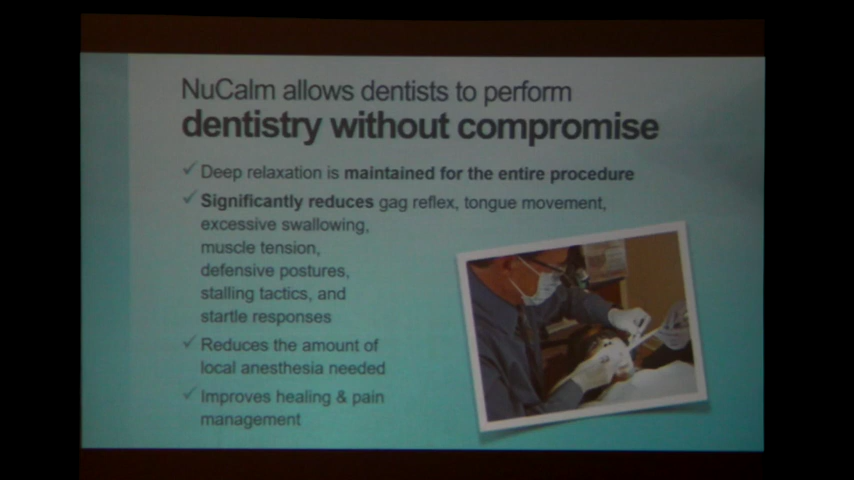 NuCalm allows dentists to perform
dentistry without compromise
✓ Deep relaxation is maintained for the entire procedure
✓ Significantly reduces gag reflex, tongue movement,
excessive swallowing,
muscle tension,
defensive postures,
stalling tactics, and
startle responses
✓ Reduces the amount of
local anesthesia needed
✓ Improves healing & pain
management